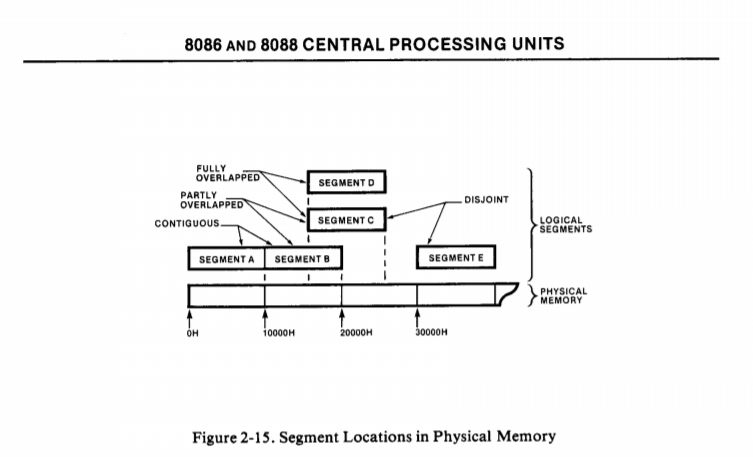 8086 AND 8088 CENTRAL PROCESSING UNITS
FULLY
OVERLAPPED
SEGMENT D
PARTLY
OVERLAPPED
DISJOINT
SEGMENT C
CONTIGUOUS
LOGICAL
SEGMENTS
SEGMENT A
SEGMENT B
SEGMENT E
PHYSICAL
MEMORY
0H
10000H
20000H
30000H
Figure 2-15. Segment Locations in Physical Memory